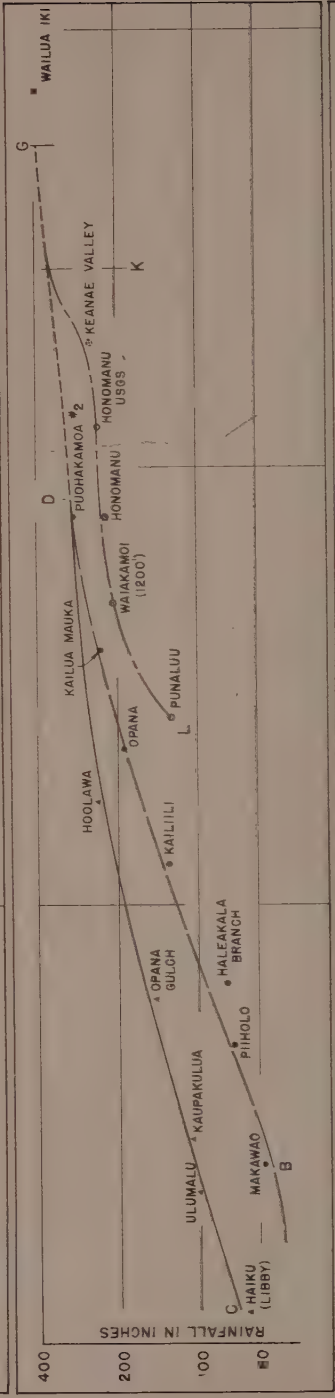 400
200
100
RAINFALL IN INCHES
WAILUA IKI
G
K
KEANAE VALLEY
HONOMANU
USGS
D
PUOHAKAMOA #2
HONOMANU
WAIAKAMOI
(1200')
KAILUA MAUKA
PUNALUU
L
OPANA
HOOLAWA
KAILIILI
HALEAKALA
BRANCH
OPANA
GULCH
PIIHOLO
KAUPAKULUA
ULUMALU
MAKAWAO
B
C
HAIKU
(LIBBY)